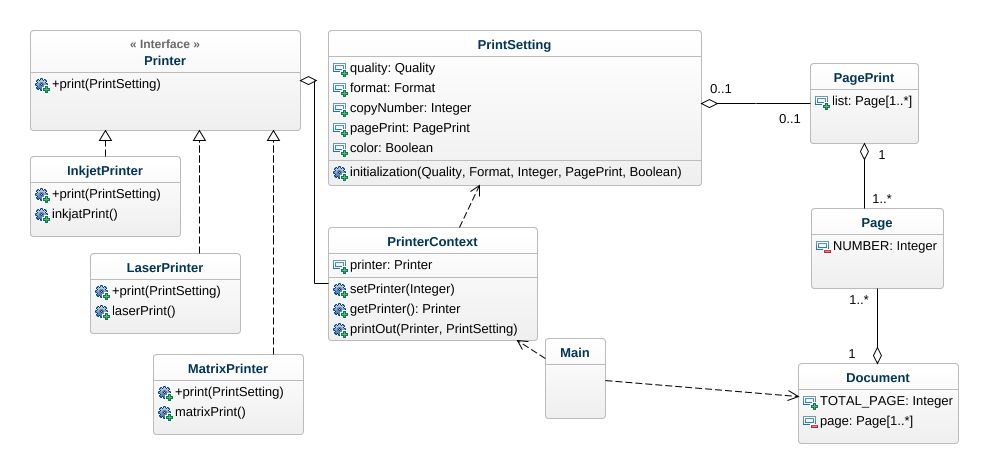 « Interface »
Printer
+print(PrintSetting)
InkjetPrinter
+print(PrintSetting)
inkjatPrint()
LaserPrinter
+print(PrintSetting)
laserPrint()
MatrixPrinter
+print(PrintSetting)
matrixPrint()
PrintSetting
quality: Quality
format: Format
copyNumber: Integer
pagePrint: PagePrint
color: Boolean
initialization(Quality, Format, Integer, PagePrint, Boolean)
PrinterContext
printer: Printer
setPrinter(Integer)
getPrinter(): Printer
printOut(Printer, PrintSetting)
Main
0..1
0..1
PagePrint
list: Page[1..*]
1
1..*
Page
NUMBER: Integer
1..*
1
Document
TOTAL_PAGE: Integer
page: Page[1..*]